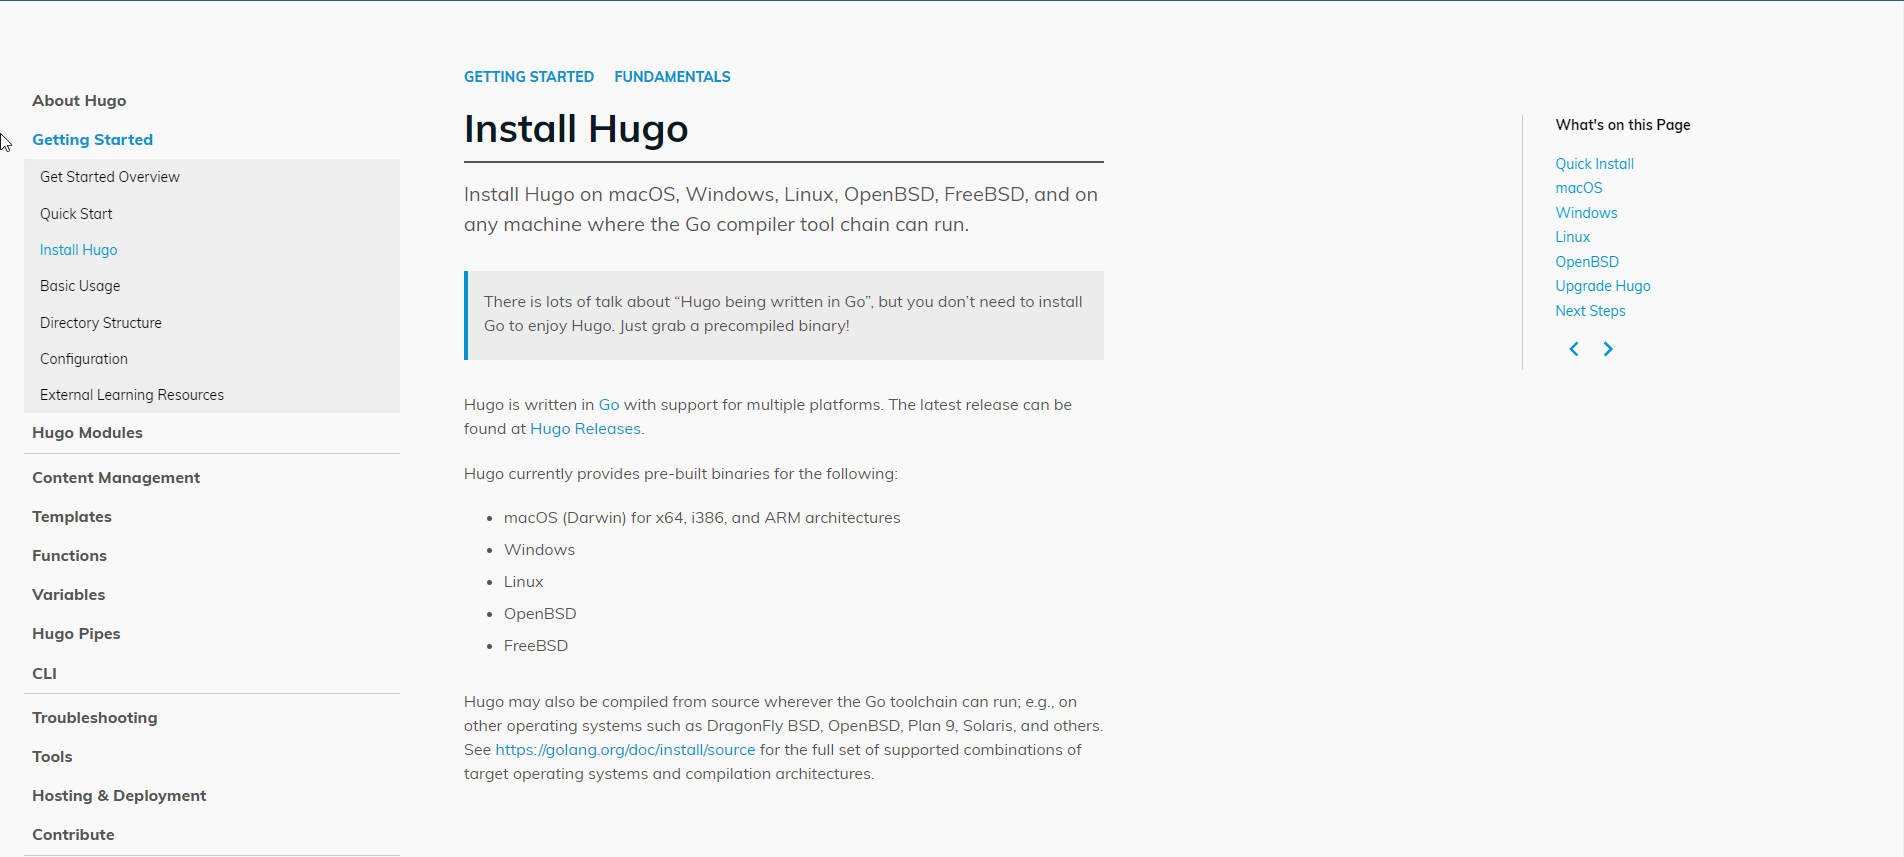 About Hugo
Getting Started
Get Started Overview
Quick Start
Install Hugo
Basic Usage
Directory Structure
Configuration
External Learning Resources
Hugo Modules
Content Management
Templates
Functions
Variables
Hugo Pipes
CLI
Troubleshooting
Tools
Hosting & Deployment
Contribute
GETTING STARTED FUNDAMENTALS
Install Hugo
Install Hugo on macOS, Windows, Linux, OpenBSD, FreeBSD, and on
any machine where the Go compiler tool chain can run.
There is lots of talk about “Hugo being written in Go”, but you don’t need to install
Go to enjoy Hugo. Just grab a precompiled binary!
Hugo is written in Go with support for multiple platforms. The latest release can be
found at Hugo Releases.
Hugo currently provides pre-built binaries for the following:
• macOS (Darwin) for x64, i386, and ARM architectures
• Windows
• Linux
• OpenBSD
• FreeBSD
Hugo may also be compiled from source wherever the Go toolchain can run; e.g., on
other operating systems such as DragonFly BSD, OpenBSD, Plan 9, Solaris, and others.
See https://golang.org/doc/install/source for the full set of supported combinations of
target operating systems and compilation architectures.
What's on this Page
Quick Install
macOS
Windows
Linux
OpenBSD
Upgrade Hugo
Next Steps